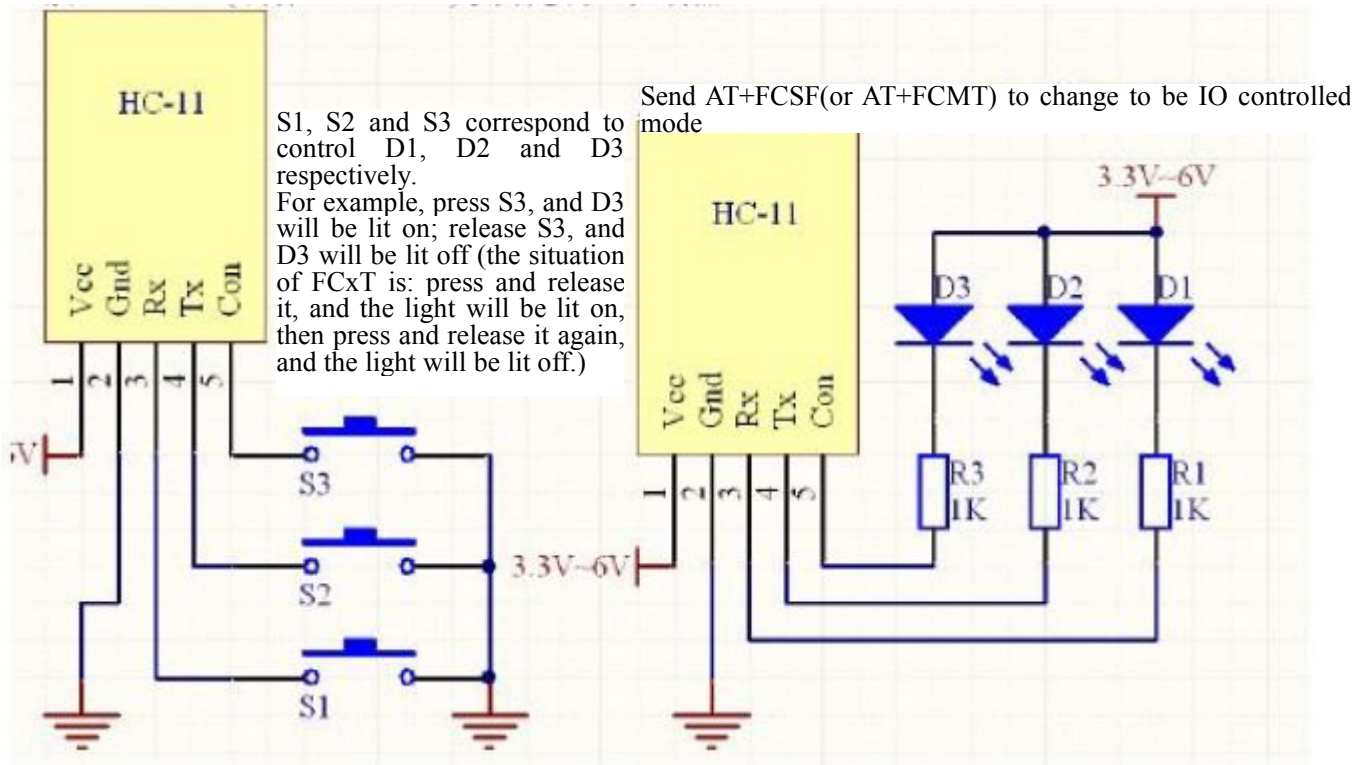 HC-11
Vcc
Gnd
Rx
Tx
Con
1
2
3
4
5
S1, S2 and S3 correspond to
control D1, D2 and D3
respectively.
For example, press S3, and D3
will be lit on; release S3, and
D3 will be lit off (the situation
of FCxT is: press and release
it, and the light will be lit on,
then press and release it again,
and the light will be lit off.)
S3
S2
S1
Send AT+FCSF(or AT+FCMT) to change to be IO controlled
mode
HC-11
Vcc
Gnd
Rx
Tx
Con
1
2
3
4
5
3.3V~6V
3.3V~6V
D3
D2
D1
R3
1K
R2
1K
R1
1K